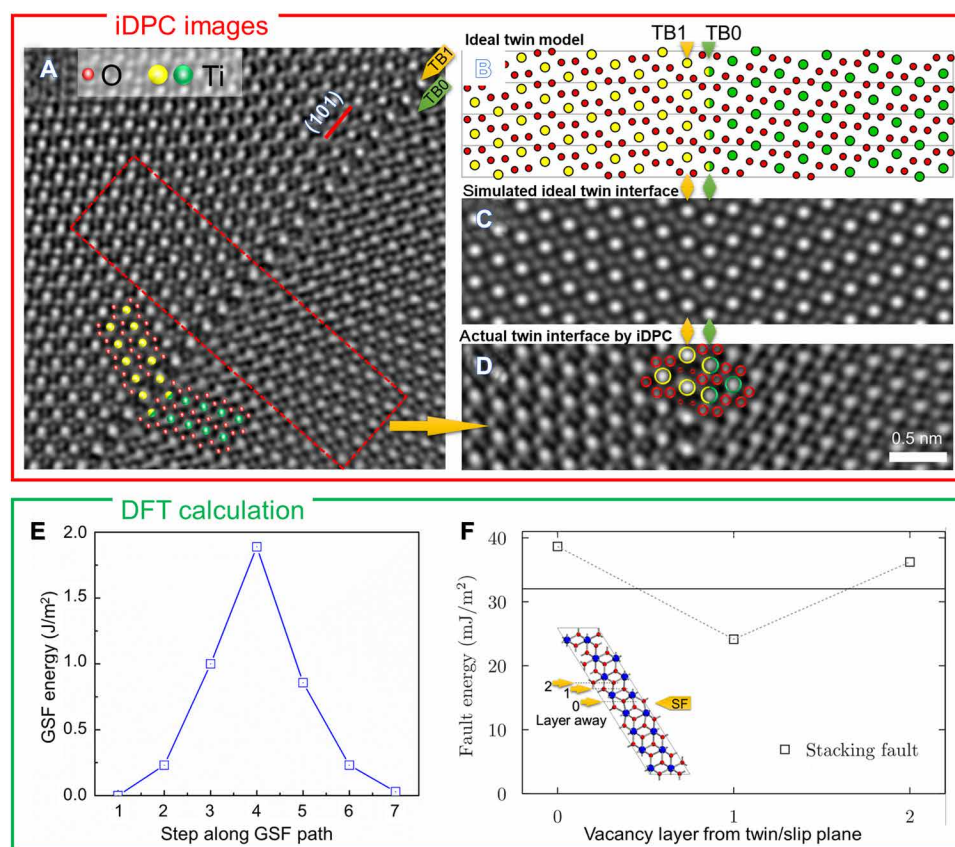 iDPC images
A
O
Ti
(101)
TB1
TB0
TB1 TB0
Ideal twin model
B
Simulated ideal twin interface
C
Actual twin interface by iDPC
D
0.5 nm
DFT calculation
E
GSF energy (J/m²)
2.0
1.5
1.0
0.5
0.0
1 2 3 4 5 6 7
Step along GSF path
F
Fault energy (mJ/m²)
40
30
20
10
0
2
1
0
Layer away
SF
Stacking fault
0 1 2
Vacancy layer from twin/slip plane